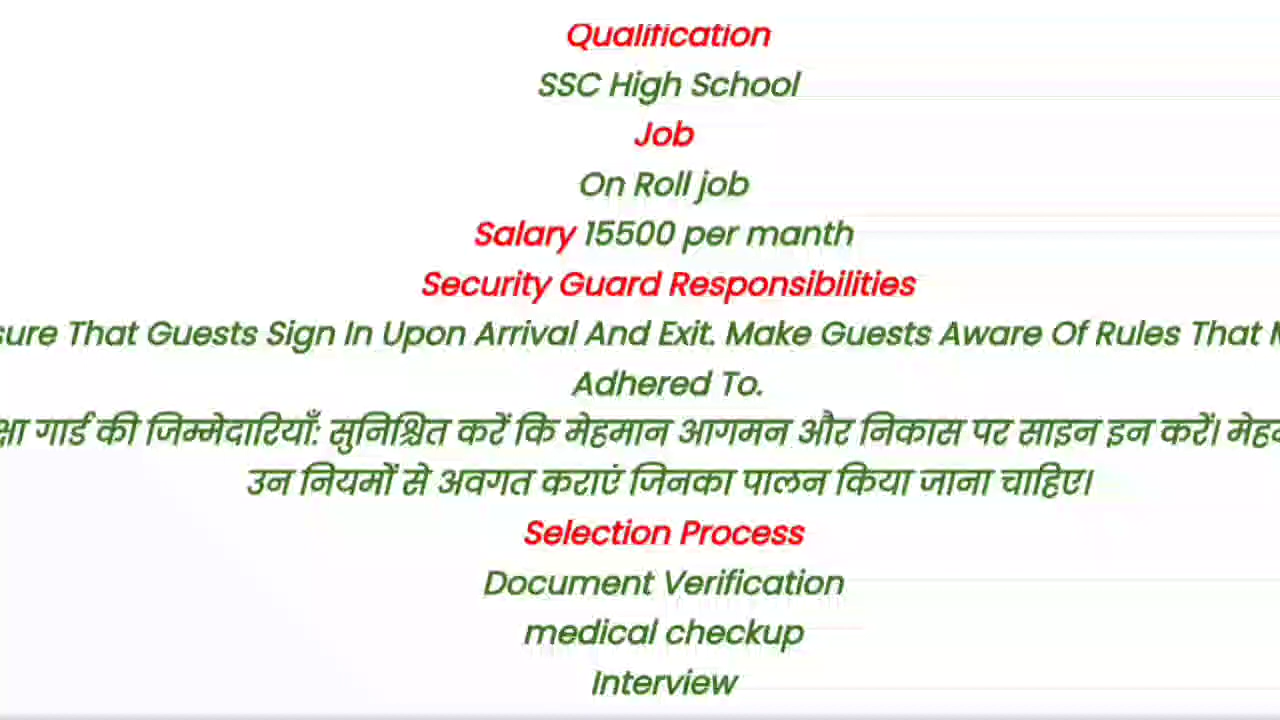 Qualification
SSC High School
Job
On Roll job
Salary 15500 per manth
Security Guard Responsibilities
That Guests Sign In Upon Arrival And Exit. Make Guests Aware Of Rules That
Adhered To.
गार्ड की जिम्मेदारियाँ: सुनिश्चित करें कि मेहमान आगमन और निकास पर साइन इन करें।
उन नियमों से अवगत कराएं जिनका पालन किया जाना चाहिए।
Selection Process
Document Verification
medical checkup
Interview